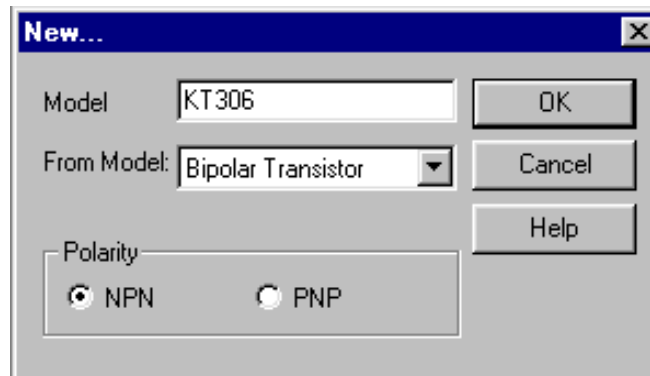 New...
Model KT306 OK
From Model: Bipolar Transistor Cancel
Help
Polarity
NPN PNP